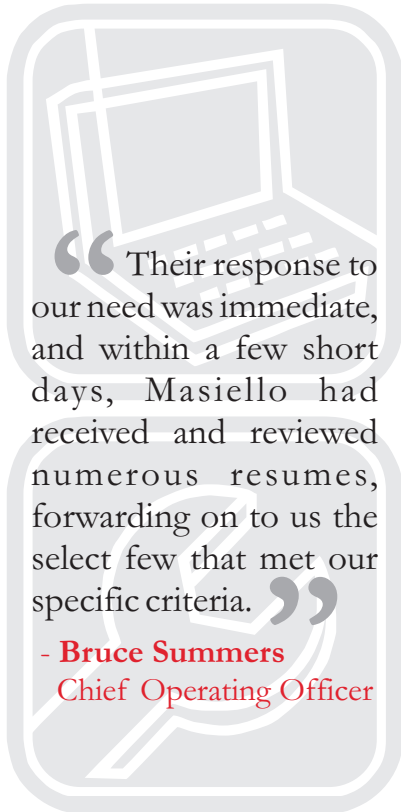 “ Their response to
our need was immediate,
and within a few short
days, Masiello had
received and reviewed
numerous resumes,
forwarding on to us the
select few that met our
specific criteria. ”
- Bruce Summers
Chief Operating Officer